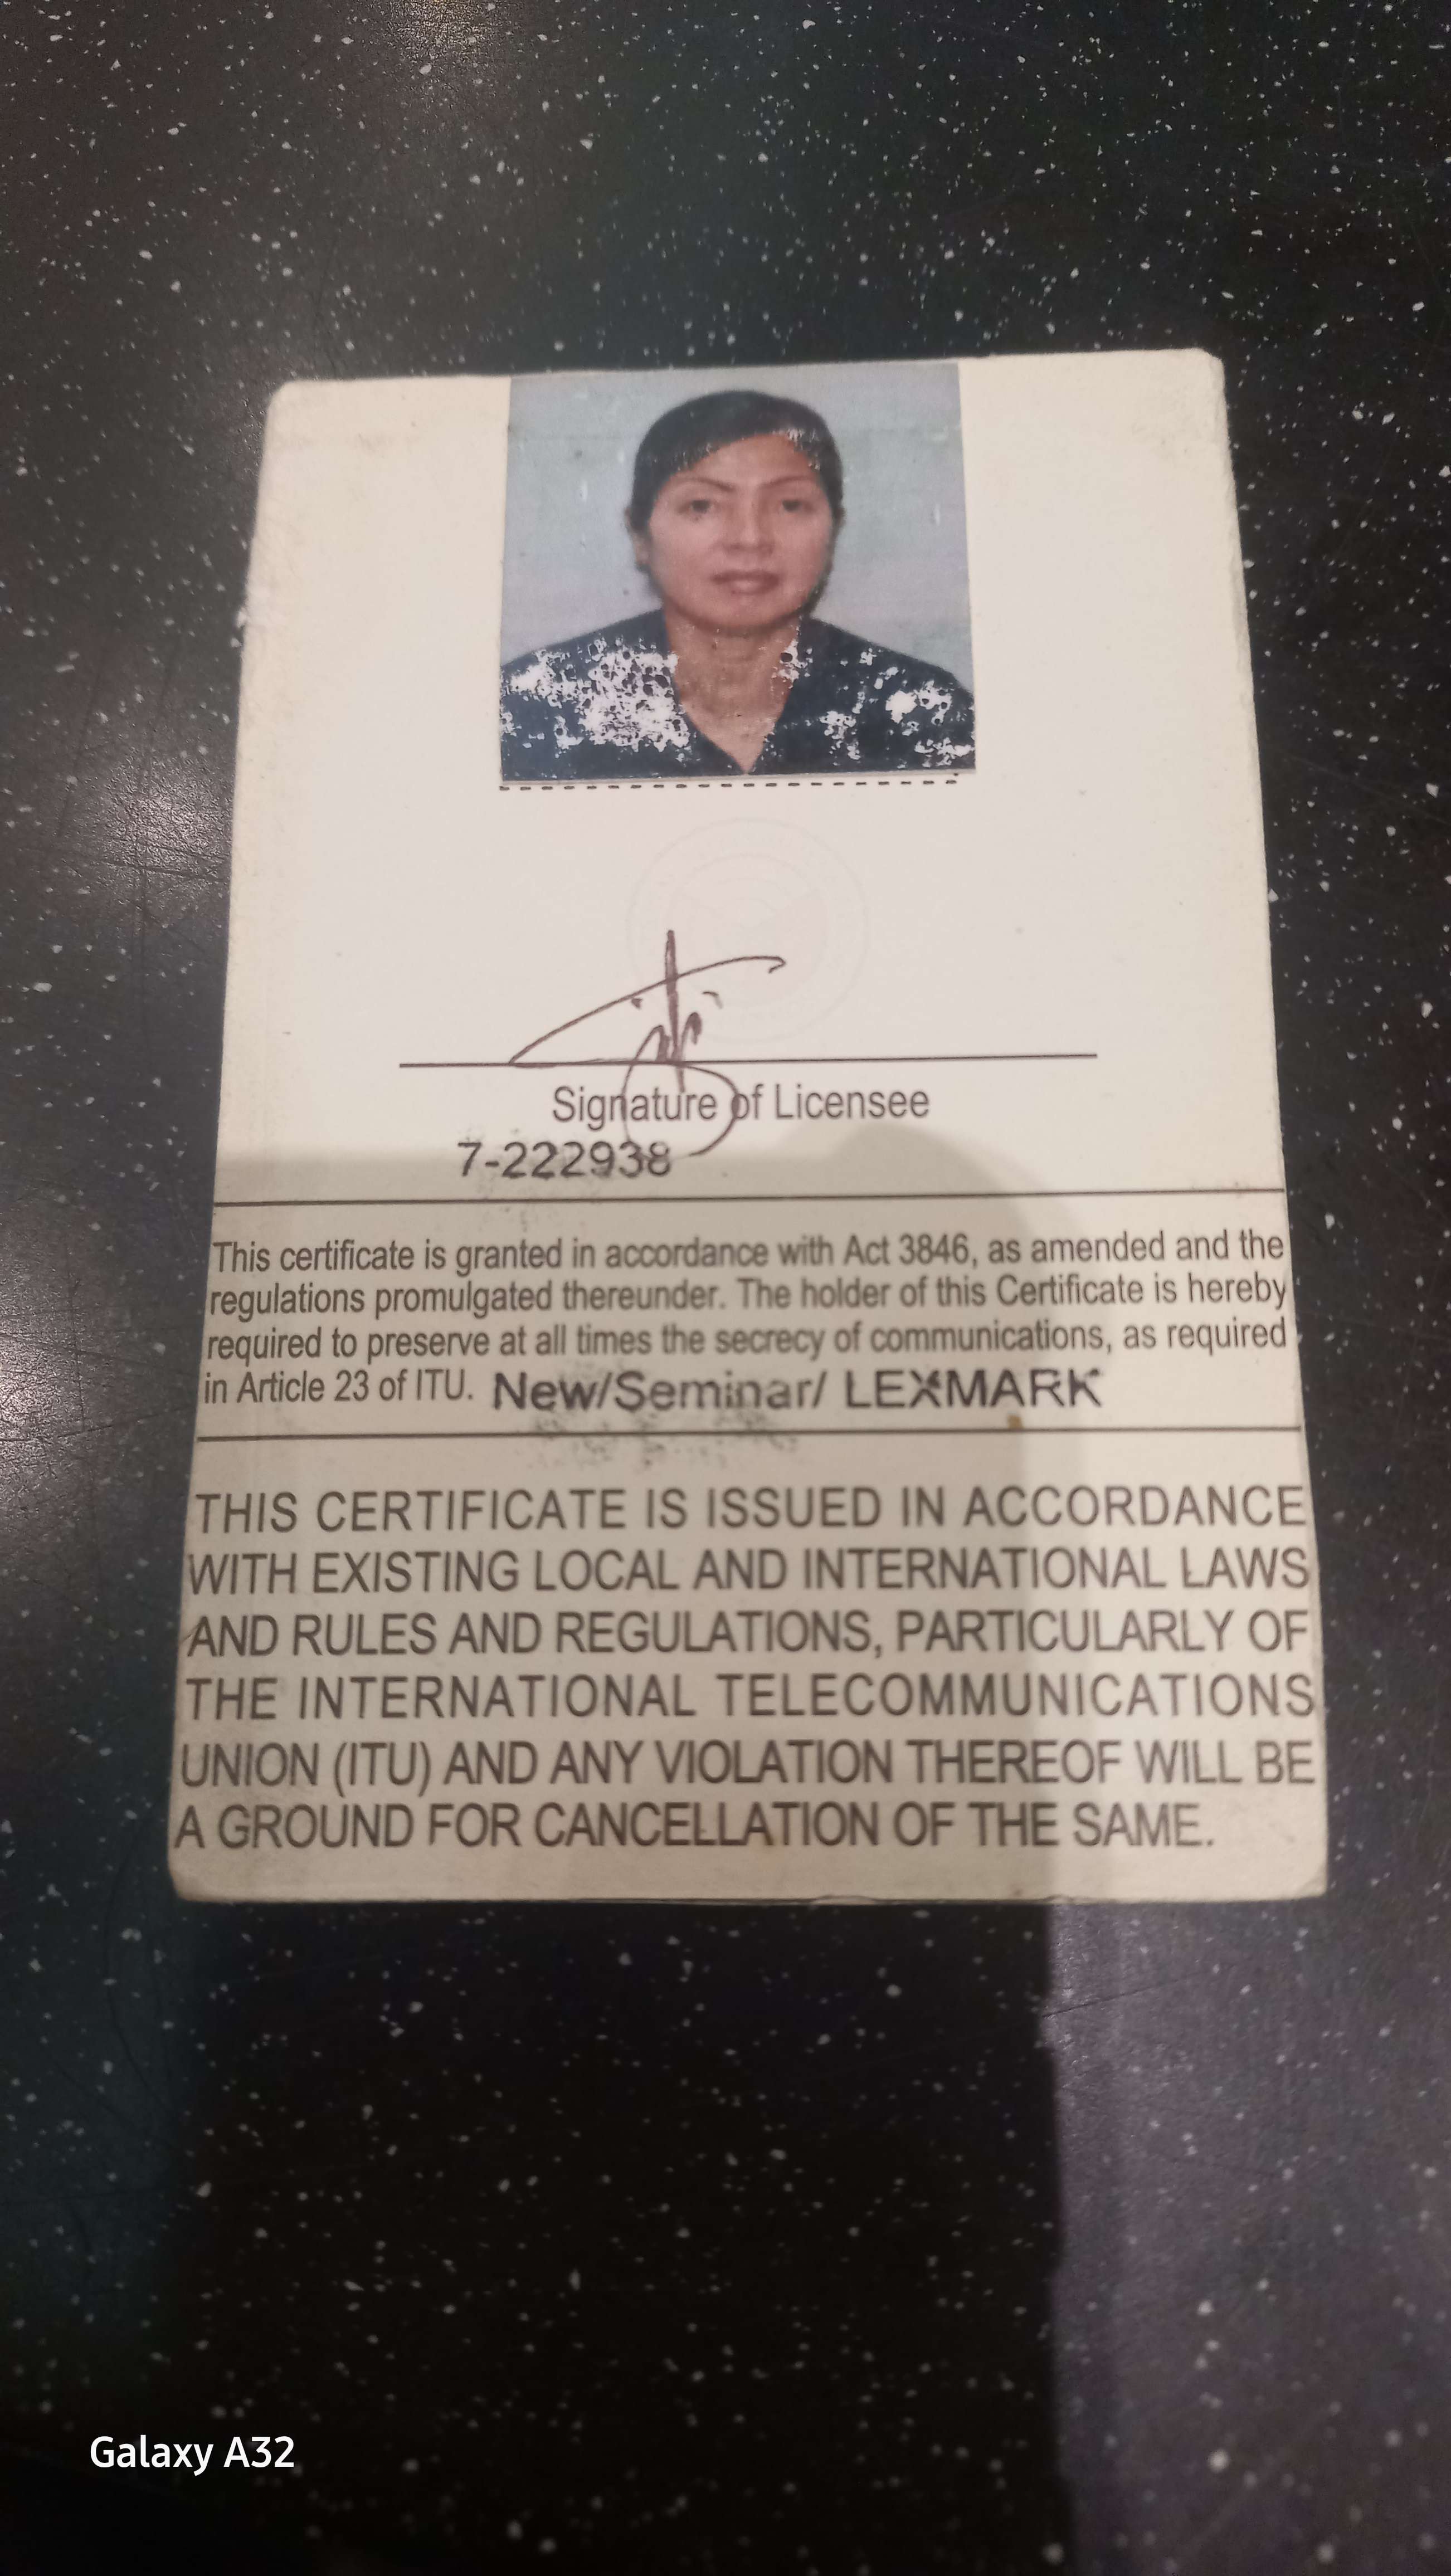 Signature of Licensee
7-222938
This certificate is granted in accordance with Act 3846, as amended and the
regulations promulgated thereunder. The holder of this Certificate is hereby
required to preserve at all times the secrecy of communications, as required
in Article 23 of ITU. New/Seminar/ LEXMARK
THIS CERTIFICATE IS ISSUED IN ACCORDANCE
WITH EXISTING LOCAL AND INTERNATIONAL LAWS
AND RULES AND REGULATIONS, PARTICULARLY OF
THE INTERNATIONAL TELECOMMUNICATIONS
UNION (ITU) AND ANY VIOLATION THEREOF WILL BE
A GROUND FOR CANCELLATION OF THE SAME.
Galaxy A32